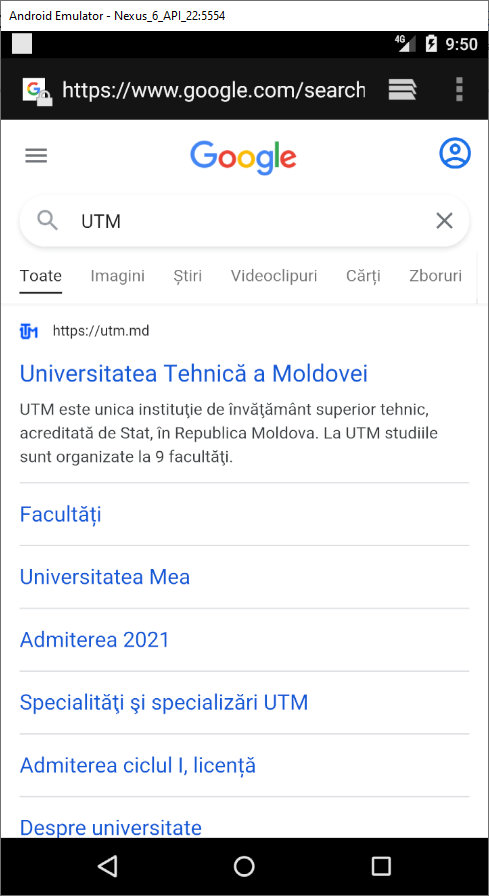 Android Emulator - Nexus_6_API_22:5554
4G 9:50
https://www.google.com/search
Google
UTM
Toate Imagini Știri Videoclipuri Cărți Zboruri
UTM https://utm.md
Universitatea Tehnică a Moldovei
UTM este unica instituţie de învăţământ superior tehnic,
acreditată de Stat, în Republica Moldova. La UTM studiile
sunt organizate la 9 facultăţi.
Facultăți
Universitatea Mea
Admiterea 2021
Specialităţi şi specializări UTM
Admiterea ciclul I, licență
Despre universitate